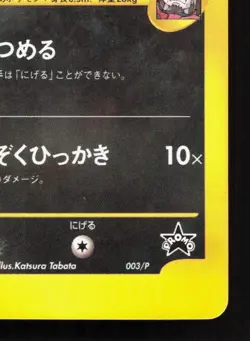 つめる
は「にげる」ことができない。
ぞくひっかき 10×
ダメージ。
にげる
PROMO
llus.Katsura Tabata 003/P